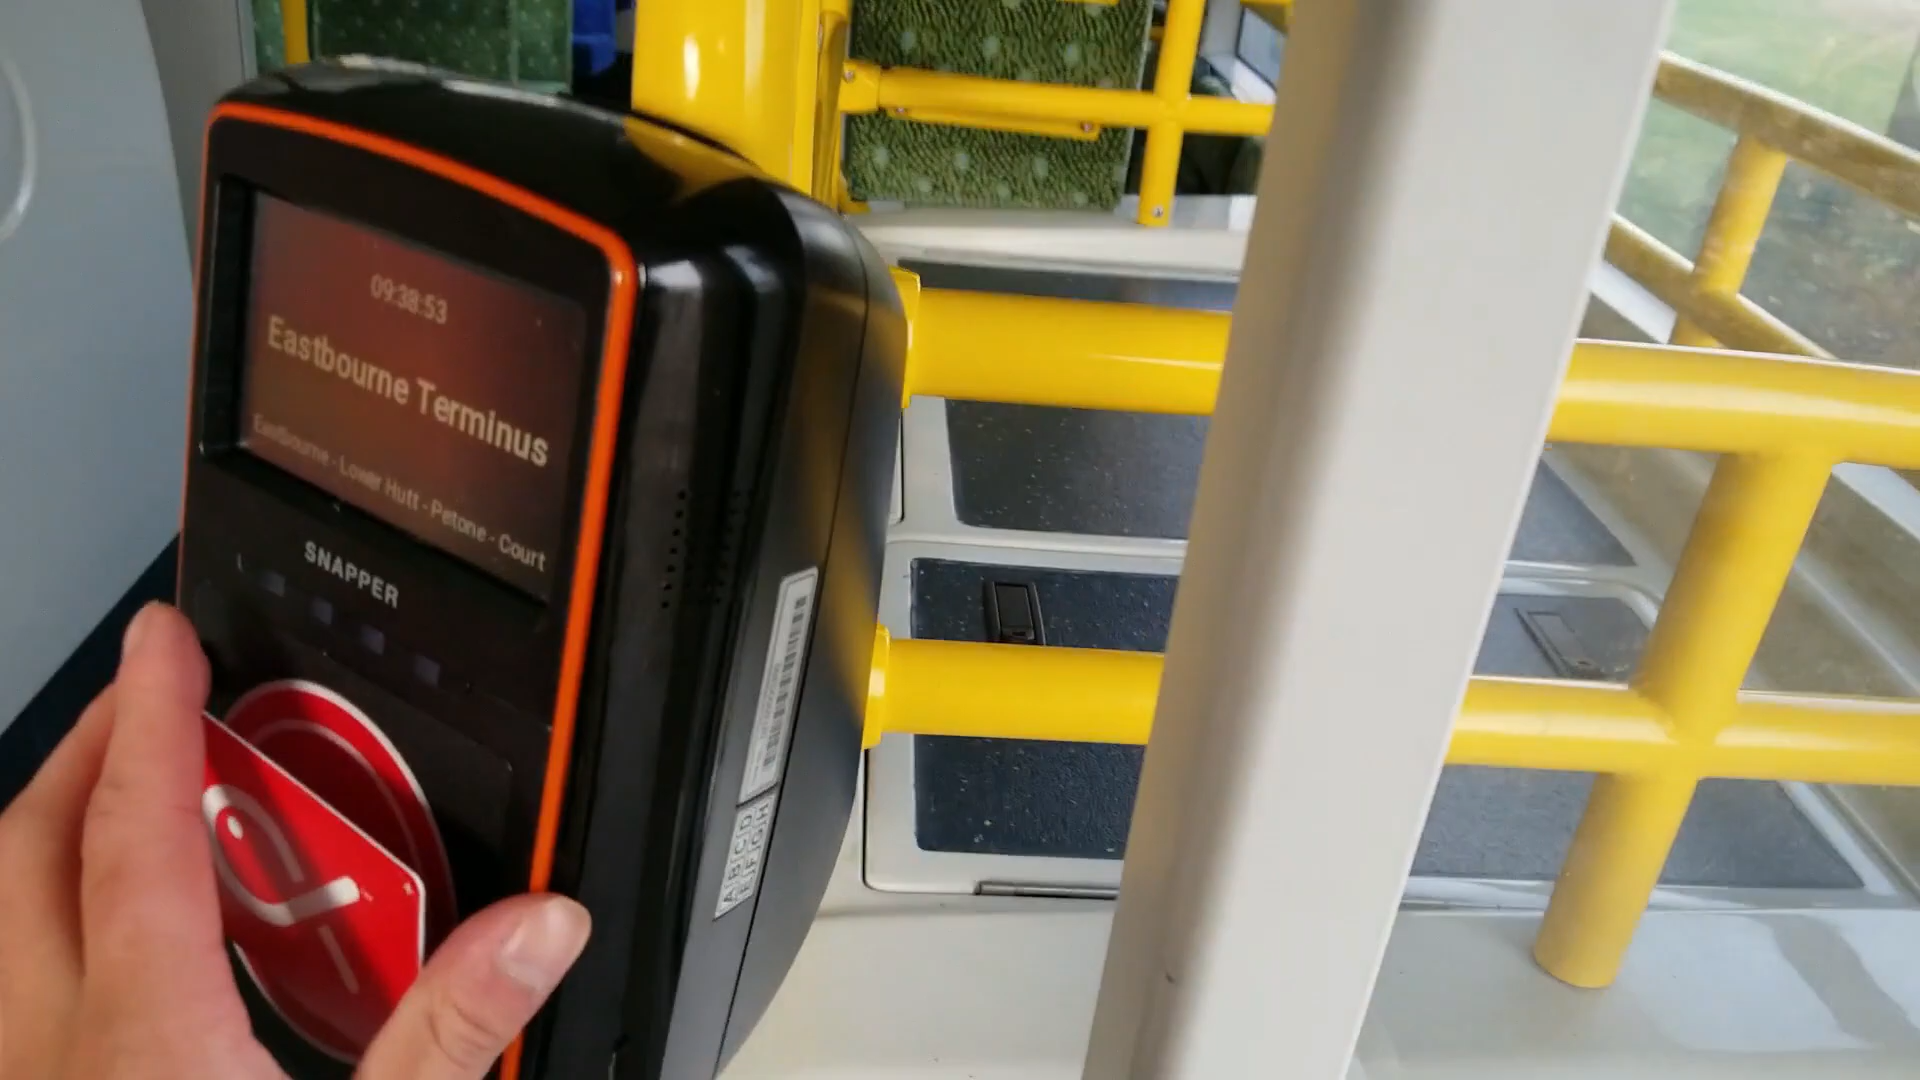 09:38:53
Eastbourne Terminus
Eastbourne - Lower Hutt - Petone - Court
SNAPPER
A B C D
E F G H